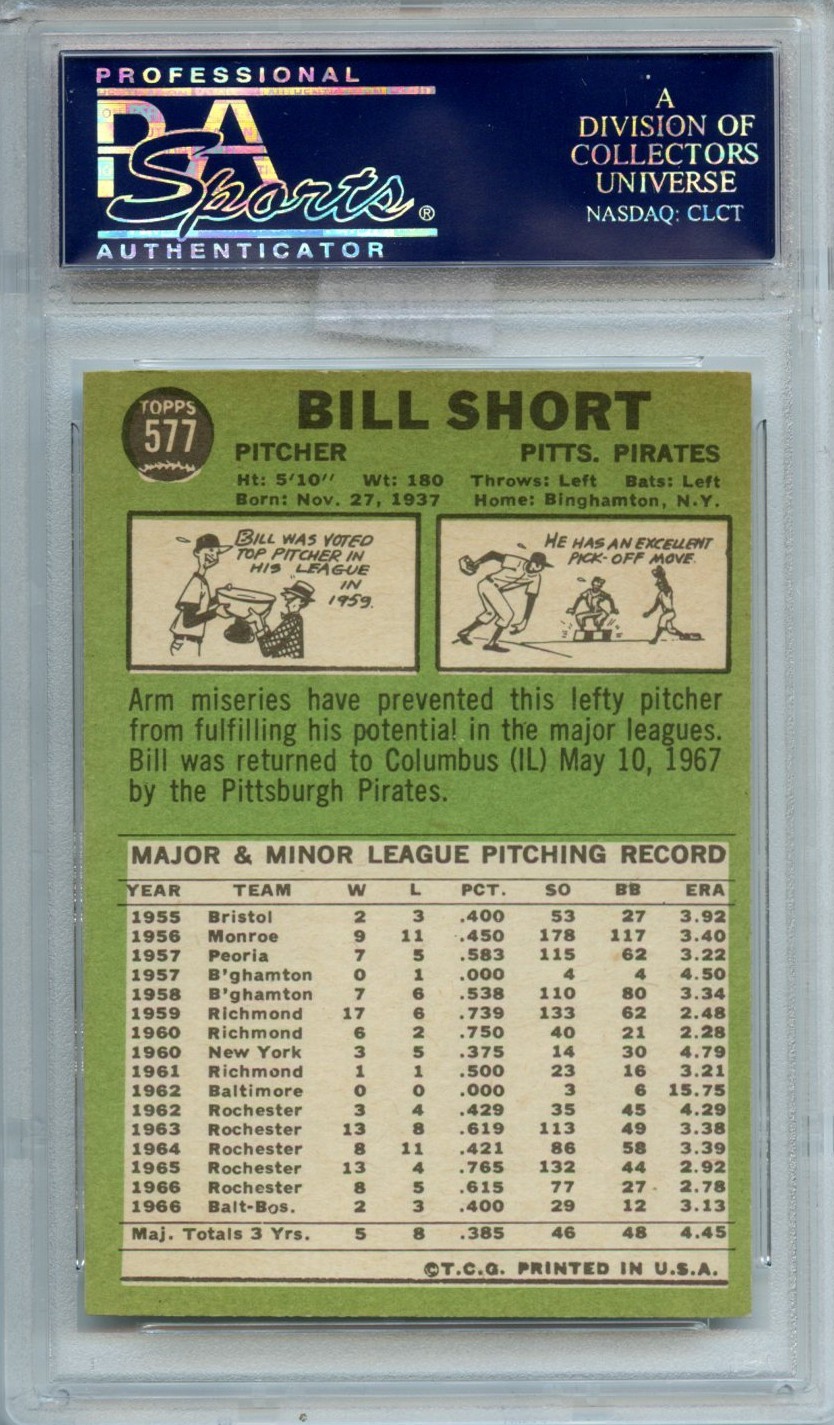 PROFESSIONAL
PSA
Sports®
AUTHENTICATOR
A
DIVISION OF
COLLECTORS
UNIVERSE
NASDAQ: CLCT
TOPPS
577
BILL SHORT
PITCHER PITTS. PIRATES
Ht: 5'10" Wt: 180 Throws: Left Bats: Left
Born: Nov. 27, 1937 Home: Binghamton, N.Y.
BILL WAS VOTED
TOP PITCHER IN
HIS "LEAGUE"
IN
1959.
HE HAS AN EXCELLENT
PICK-OFF MOVE.
Arm miseries have prevented this lefty pitcher
from fulfilling his potential in the major leagues.
Bill was returned to Columbus (IL) May 10, 1967
by the Pittsburgh Pirates.
MAJOR & MINOR LEAGUE PITCHING RECORD
YEAR TEAM W L PCT. SO BB ERA
1955 Bristol 2 3 .400 53 27 3.92
1956 Monroe 9 11 .450 178 117 3.40
1957 Peoria 7 5 .583 115 62 3.22
1957 B'ghamton 0 1 .000 4 4 4.50
1958 B'ghamton 7 6 .538 110 80 3.34
1959 Richmond 17 6 .739 133 62 2.48
1960 Richmond 6 2 .750 40 21 2.28
1960 New York 3 5 .375 14 30 4.79
1961 Richmond 1 1 .500 23 16 3.21
1962 Baltimore 0 0 .000 3 6 15.75
1962 Rochester 3 4 .429 35 45 4.29
1963 Rochester 13 8 .619 113 49 3.38
1964 Rochester 8 11 .421 86 58 3.39
1965 Rochester 13 4 .765 132 44 2.92
1966 Rochester 8 5 .615 77 27 2.78
1966 Balt-Bos. 2 3 .400 29 12 3.13
Maj. Totals 3 Yrs. 5 8 .385 46 48 4.45
©T.C.G. PRINTED IN U.S.A.